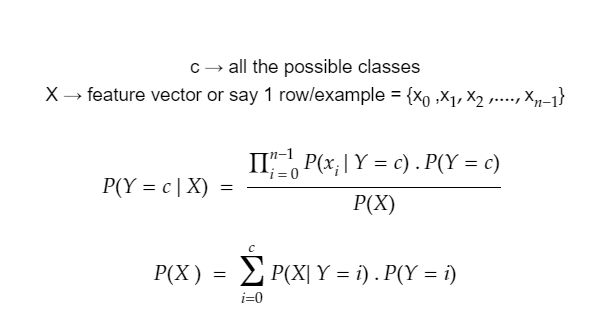 c → all the possible classes
X → feature vector or say 1 row/example = {x₀ ,x₁, x₂ ,...., xₙ₋₁}
P(Y = c | X) = ∏ᵢ₌₀ⁿ⁻¹ P(xᵢ | Y = c) . P(Y = c) / P(X)
P(X ) = ∑ᵢ₌₀ᶜ P(X| Y = i) . P(Y = i)